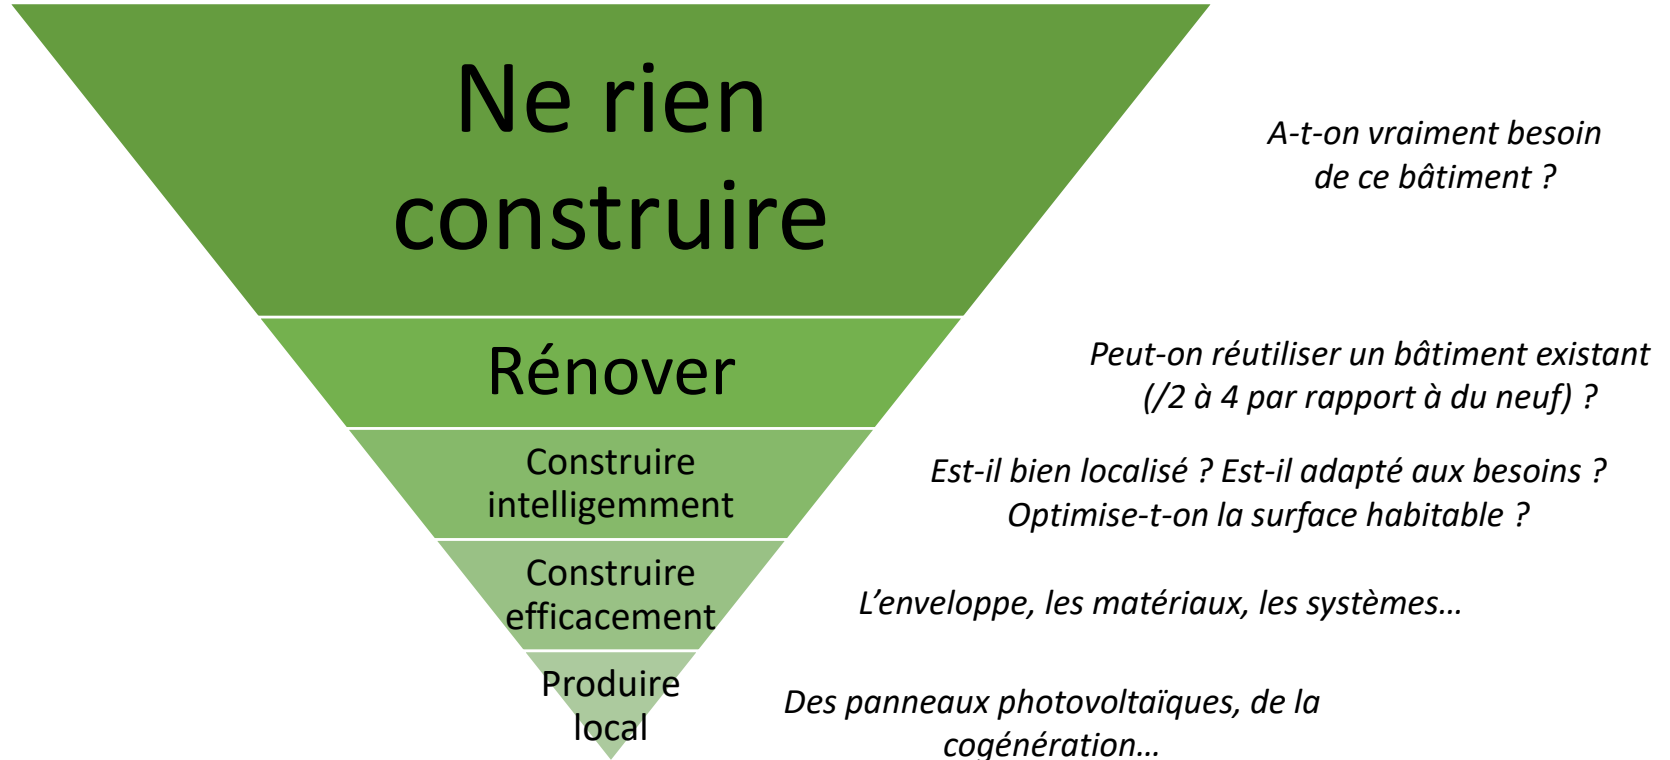 Ne rien
construire
A-t-on vraiment besoin
de ce bâtiment ?
Rénover
Peut-on réutiliser un bâtiment existant
(/2 à 4 par rapport à du neuf) ?
Construire
intelligemment
Est-il bien localisé ? Est-il adapté aux besoins ?
Optimise-t-on la surface habitable ?
Construire
efficacement
L’enveloppe, les matériaux, les systèmes…
Produire
local
Des panneaux photovoltaïques, de la
cogénération…